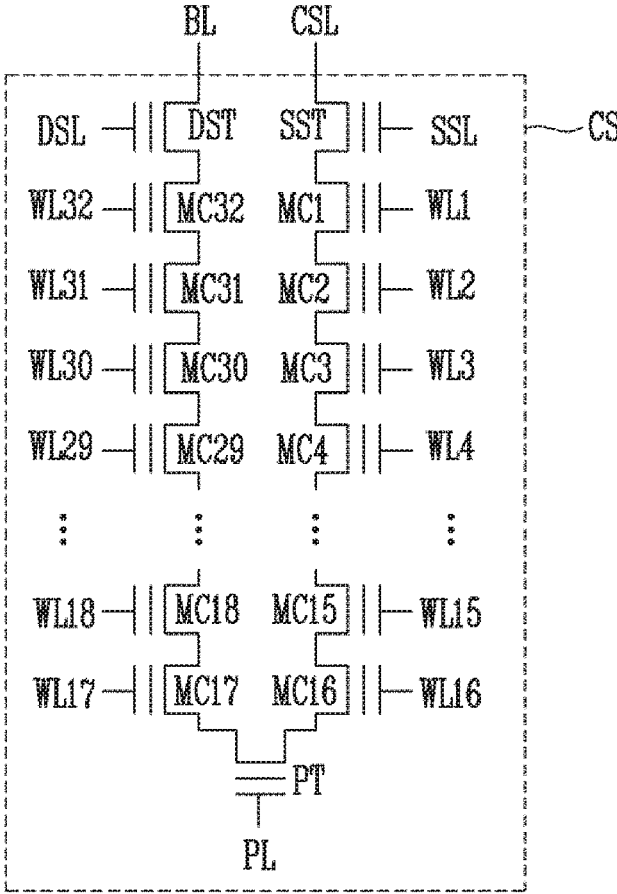 BL CSL
DSL DST SST SSL CS
WL32 MC32 MC1 WL1
WL31 MC31 MC2 WL2
WL30 MC30 MC3 WL3
WL29 MC29 MC4 WL4
WL18 MC18 MC15 WL15
WL17 MC17 MC16 WL16
PT
PL